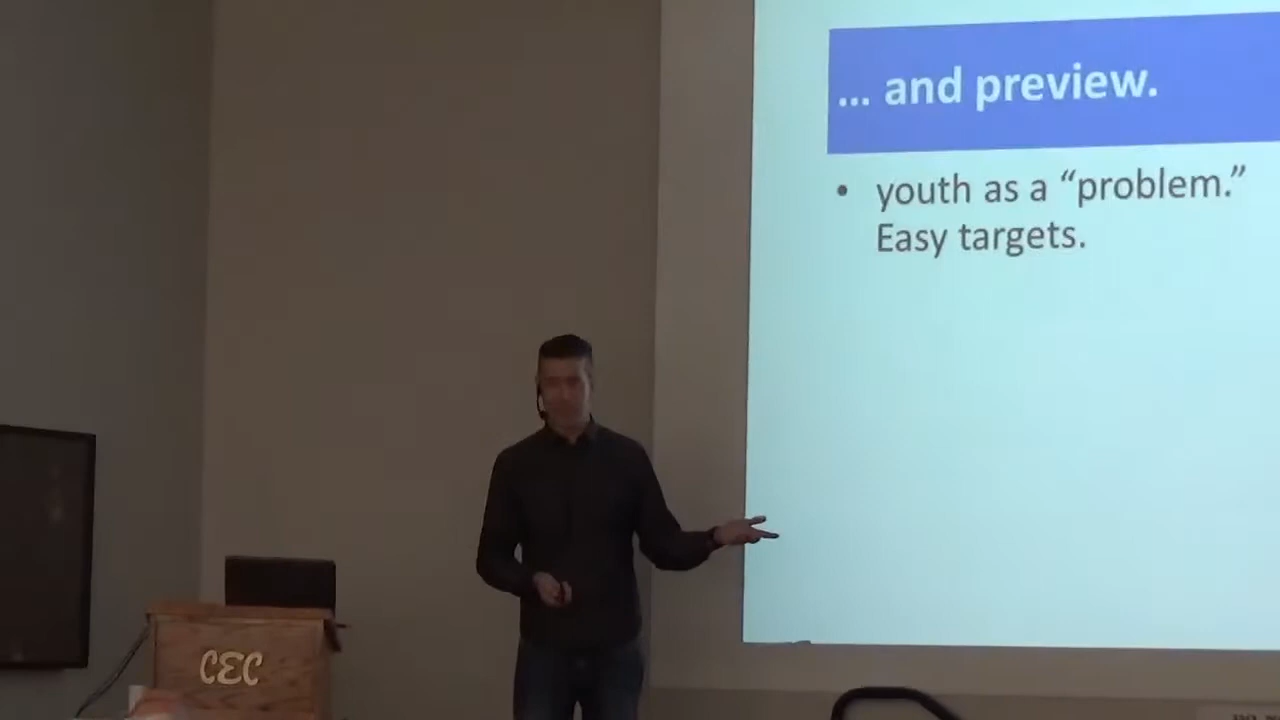 ... and preview.
• youth as a “problem.”
Easy targets.
CEC